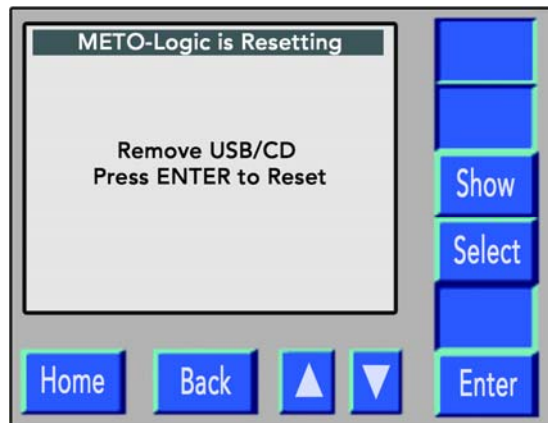 METO-Logic is Resetting
Remove USB/CD
Press ENTER to Reset
Show
Select
Home
Back
Enter